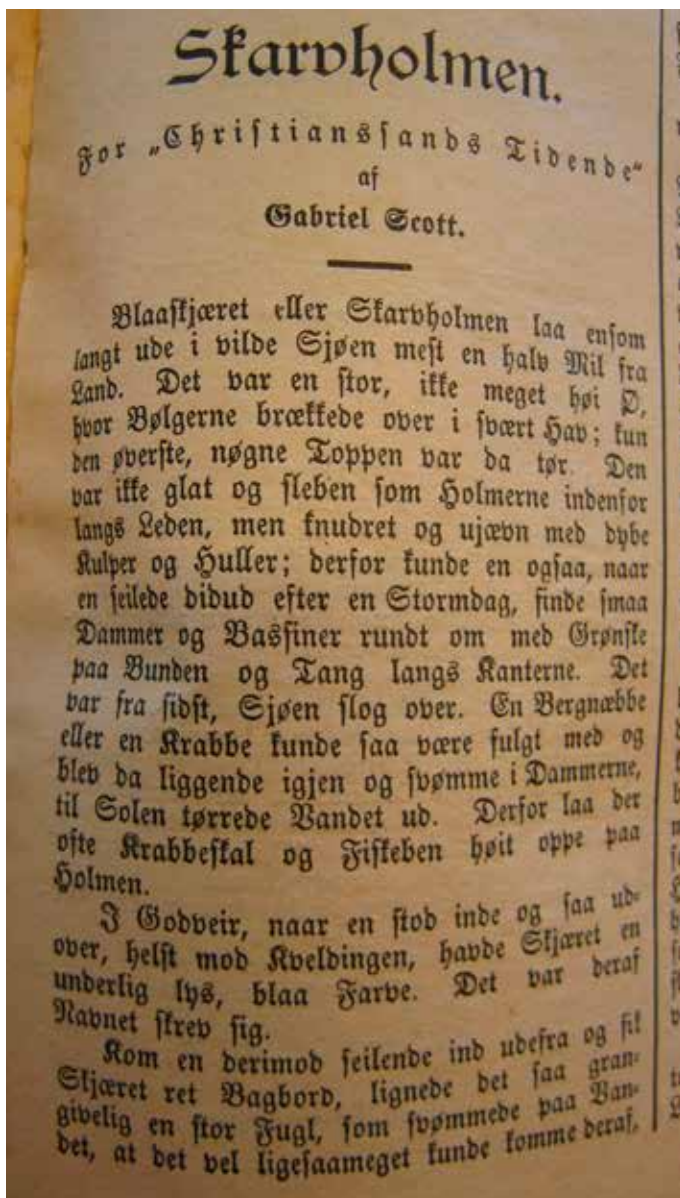 Skarvholmen.
For „Christianssands Tidende“
af
Gabriel Scott.
Blaaskjæret eller Skarvholmen laa ensom
langt ude i vilde Sjøen mest en halv Mil fra
Land. Det var en stor, ikke meget høi Ø,
hvor Bølgerne brækkede over i svært Hav; kun
den øverste, nøgne Toppen var da tør. Den
var ikke glat og sleben som Holmerne indenfor
langs Leden, men knudret og ujævn med dybe
Kulper og Huller; derfor kunde en ogsaa, naar
en seilede didud efter en Stormdag, finde smaa
Dammer og Basfiner rundt om med Grønske
paa Bunden og Tang langs Kanterne. Det
var fra sidst, Sjøen slog over. En Bergnæbbe
eller en Krabbe kunde saa være fulgt med og
blev da liggende igjen og svømme i Dammerne,
til Solen tørrede Vandet ud. Derfor laa der
ofte Krabbeskal og Fiskeben høit oppe paa
Holmen.
I Godveir, naar en stod inde og saa ud-
over, helst mod Kveldingen, havde Skjæret en
underlig lys, blaa Farve. Det var deraf
Navnet skrev sig.
Kom en derimod seilende ind udefra og fik
Skjæret ret Bagbord, lignede det saa gran-
givelig en stor Fugl, som svømmede paa Van-
det, at det vel ligesaameget kunde komme deraf,